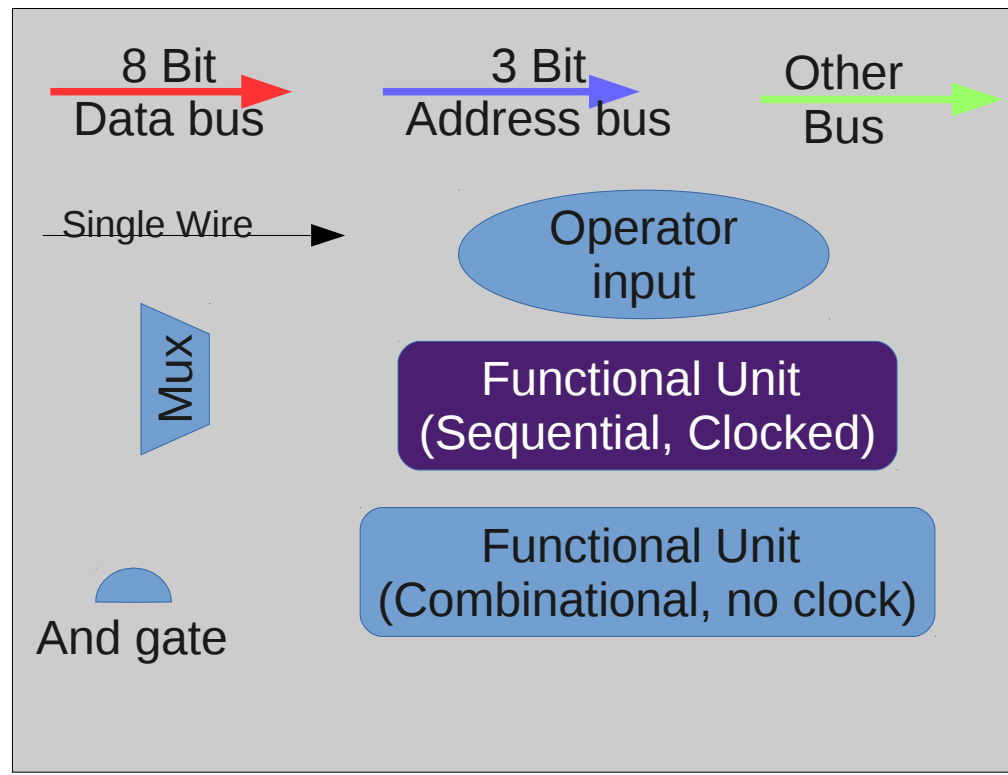 8 Bit
Data bus
3 Bit
Address bus
Other
Bus
Single Wire
Operator
input
Mux
Functional Unit
(Sequential, Clocked)
Functional Unit
(Combinational, no clock)
And gate